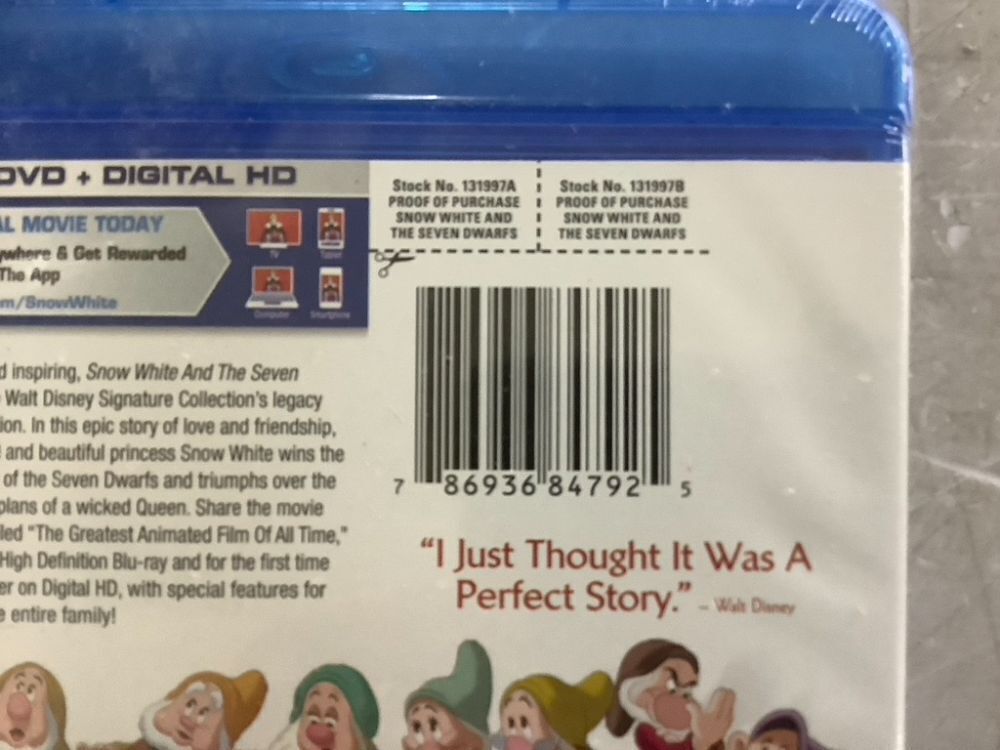 DVD + DIGITAL HD
AL MOVIE TODAY
ywhere & Get Rewarded
The App
m/SnowWhite
TV
Tablet
Computer
Smartphone
Stock No. 131997A
PROOF OF PURCHASE
SNOW WHITE AND
THE SEVEN DWARFS
Stock No. 131997B
PROOF OF PURCHASE
SNOW WHITE AND
THE SEVEN DWARFS
d inspiring, Snow White And The Seven
Walt Disney Signature Collection's legacy
ion. In this epic story of love and friendship,
and beautiful princess Snow White wins the
of the Seven Dwarfs and triumphs over the
plans of a wicked Queen. Share the movie
led "The Greatest Animated Film Of All Time,"
High Definition Blu-ray and for the first time
er on Digital HD, with special features for
e entire family!
7 86936 84792 5
“I Just Thought It Was A
Perfect Story.” – Walt Disney